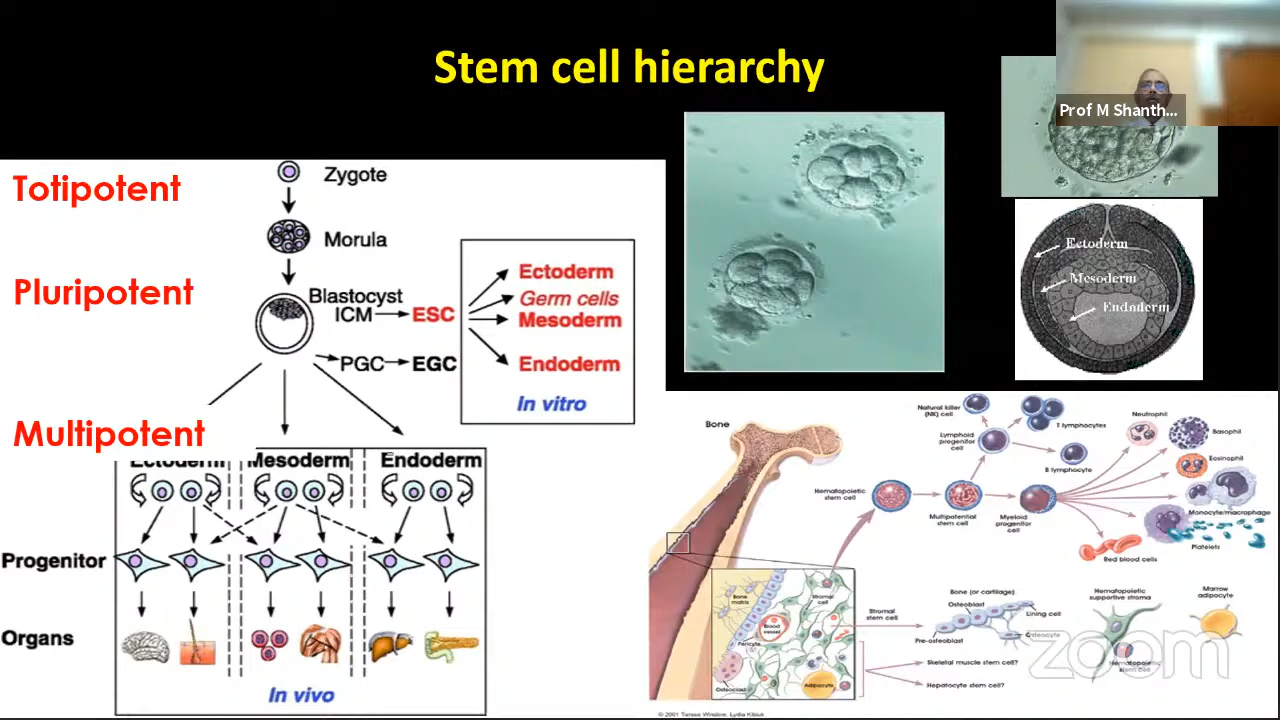 Stem cell hierarchy
Prof M Shanth...
Totipotent
Zygote
Morula
Pluripotent
Blastocyst
ICM
ESC
PGC
EGC
Ectoderm
Germ cells
Mesoderm
Endoderm
In vitro
Multipotent
Ectoderm
Mesoderm
Endoderm
Progenitor
Organs
In vivo
Ectoderm
Mesoderm
Endoderm
Bone
Natural killer
(NK) cell
T lymphocytes
Lymphoid
progenitor
cell
B lymphocyte
Neutrophil
Basophil
Eosinophil
Monocyte/macrophage
Platelets
Red blood cells
Hematopoietic
stem cell
Multipotential
stem cell
Myeloid
progenitor
cell
Bone
matrix
Stromal
cell
Blood
vessel
Pericyte
Osteoclast
Adipocyte
Stromal
stem cell
Bone (or cartilage)
Osteoblast
Lining cell
Pre-osteoblast
Osteocyte
Skeletal muscle stem cell?
Hepatocyte stem cell?
Hematopoietic
supportive stroma
Hematopoietic
stem cell
Marrow
adipocyte
zoom
© 2001 Terese Winslow, Lydia Kibiuk